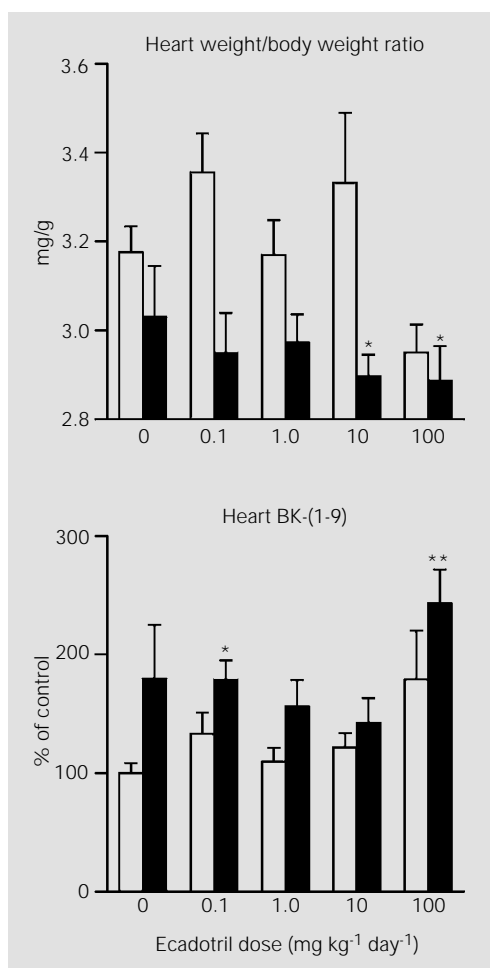 Heart weight/body weight ratio
3.6
3.4
3.2
3.0
2.8
mg/g
*
*
0 0.1 1.0 10 100
Heart BK-(1-9)
300
200
100
0
% of control
*
**
0 0.1 1.0 10 100
Ecadotril dose (mg kg⁻¹ day⁻¹)